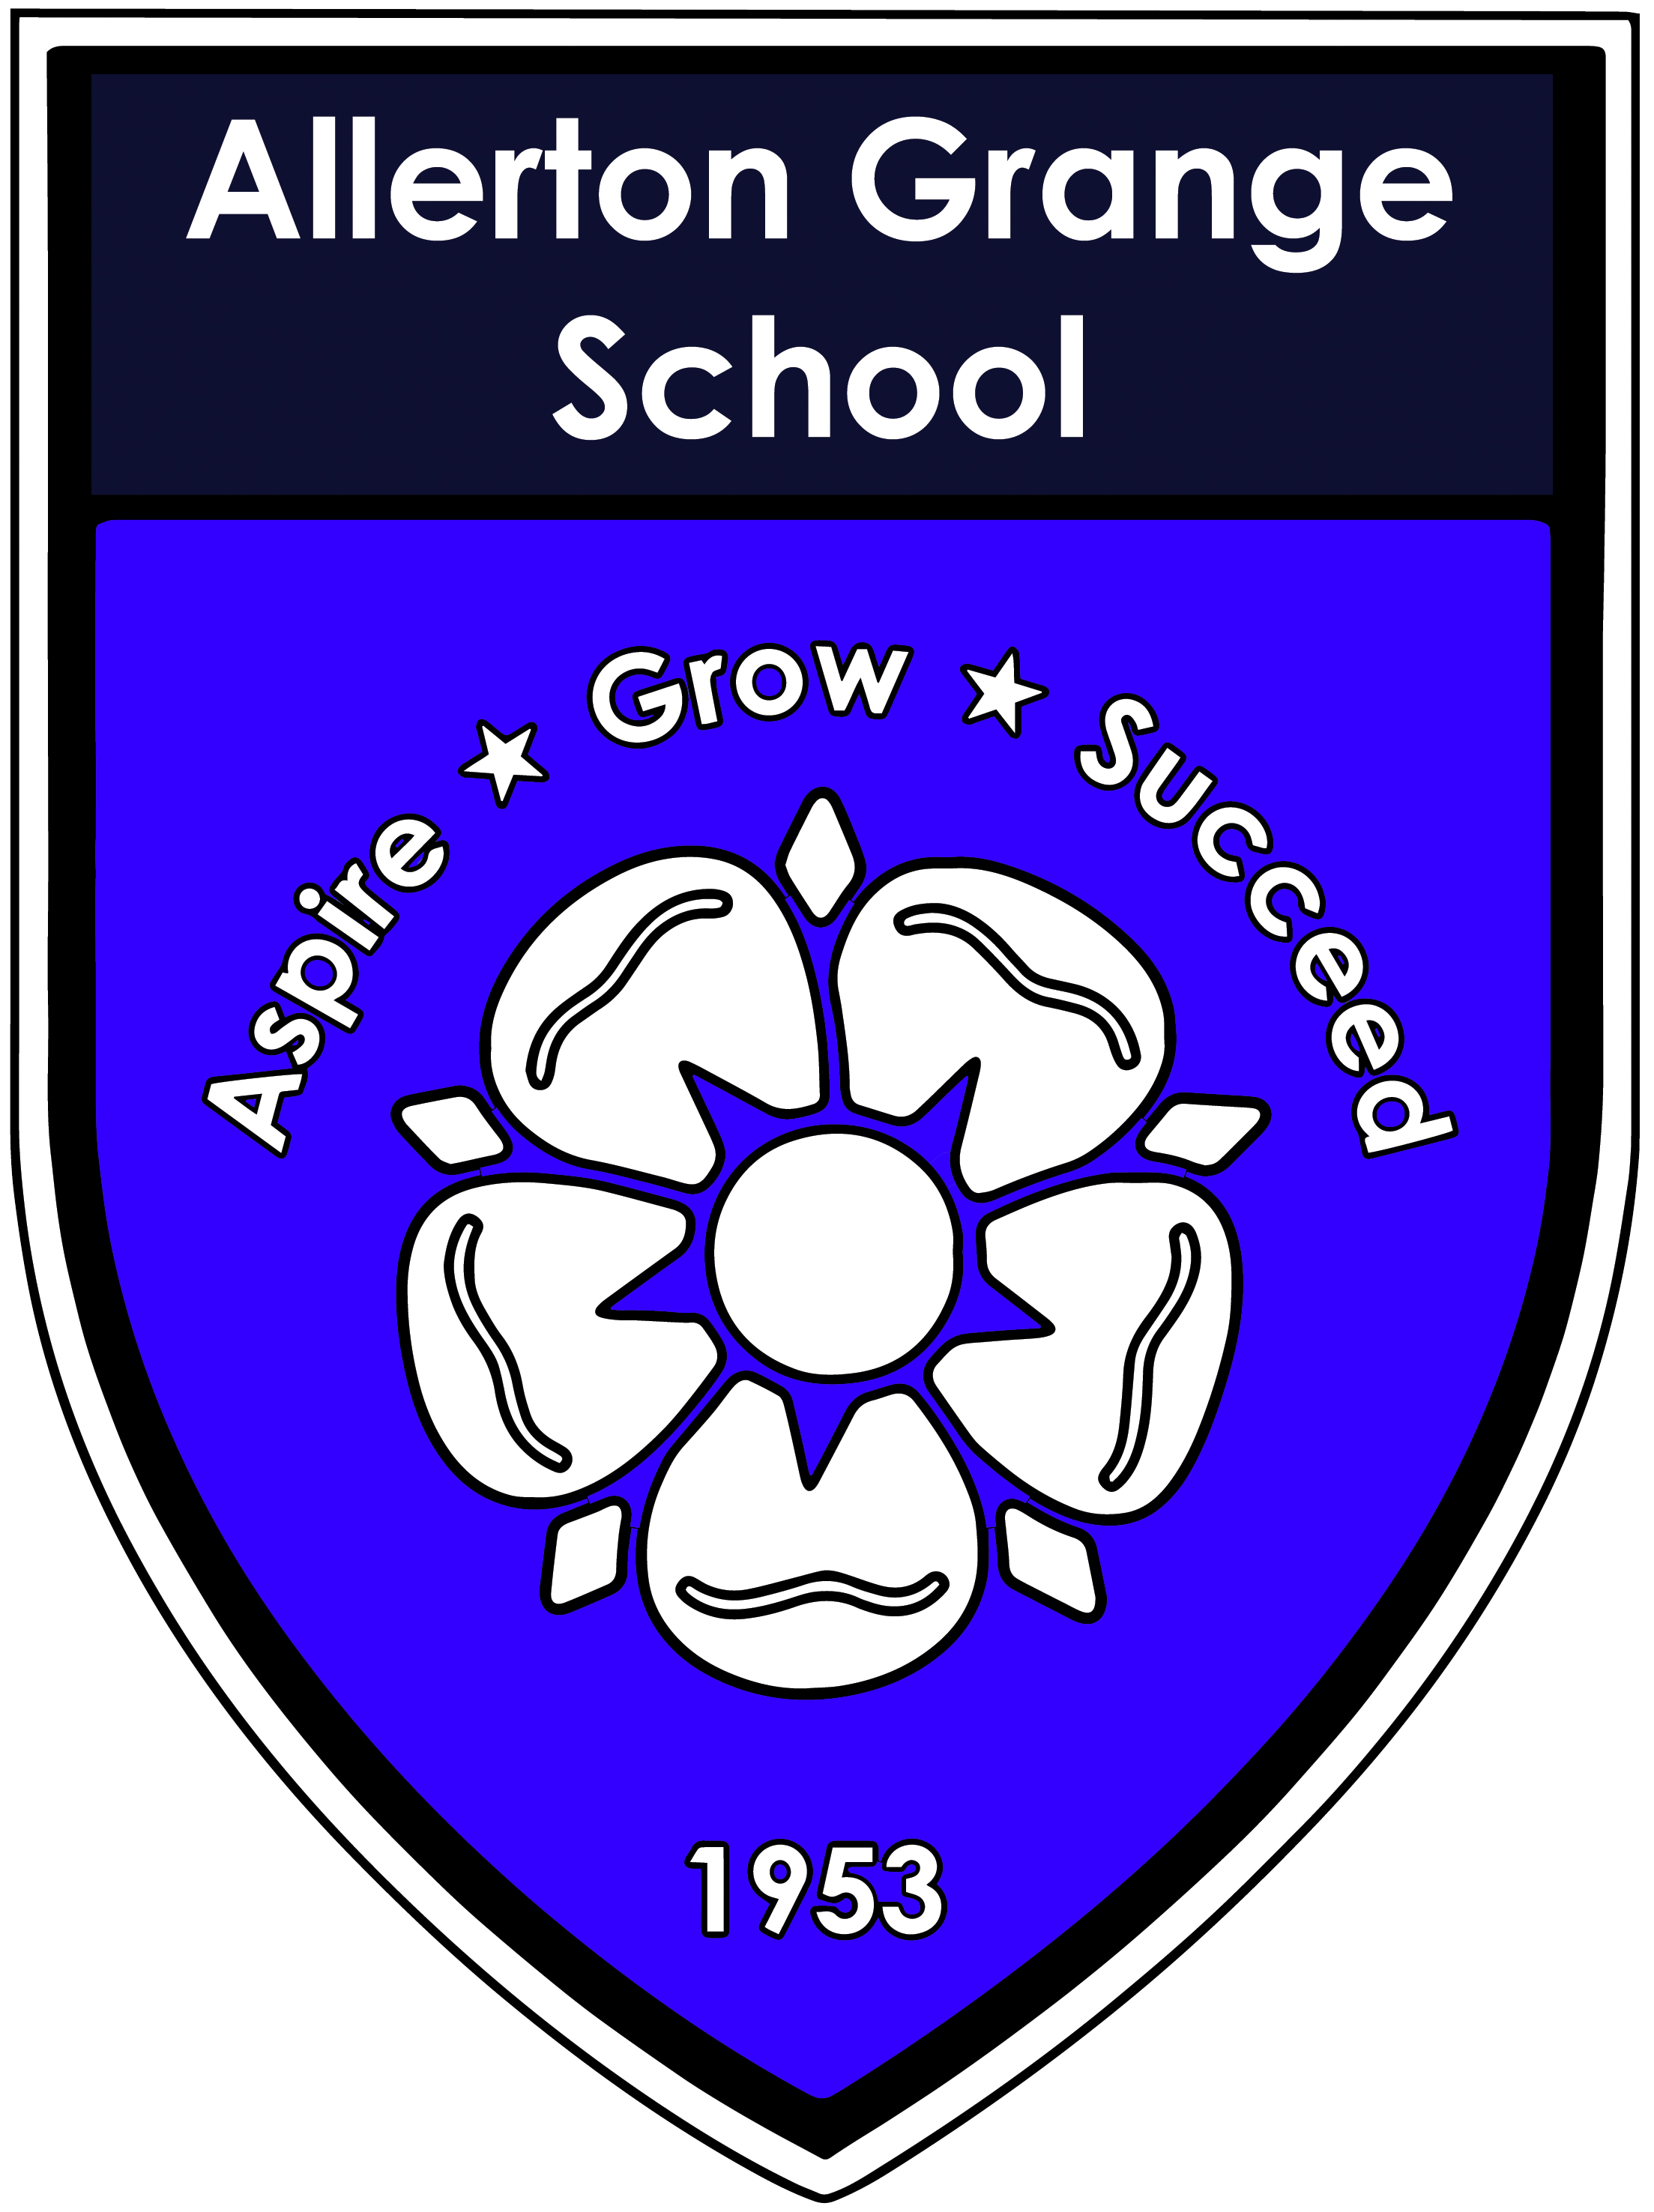 Allerton Grange
School
Aspire ★ Grow ★ Succeed
1953